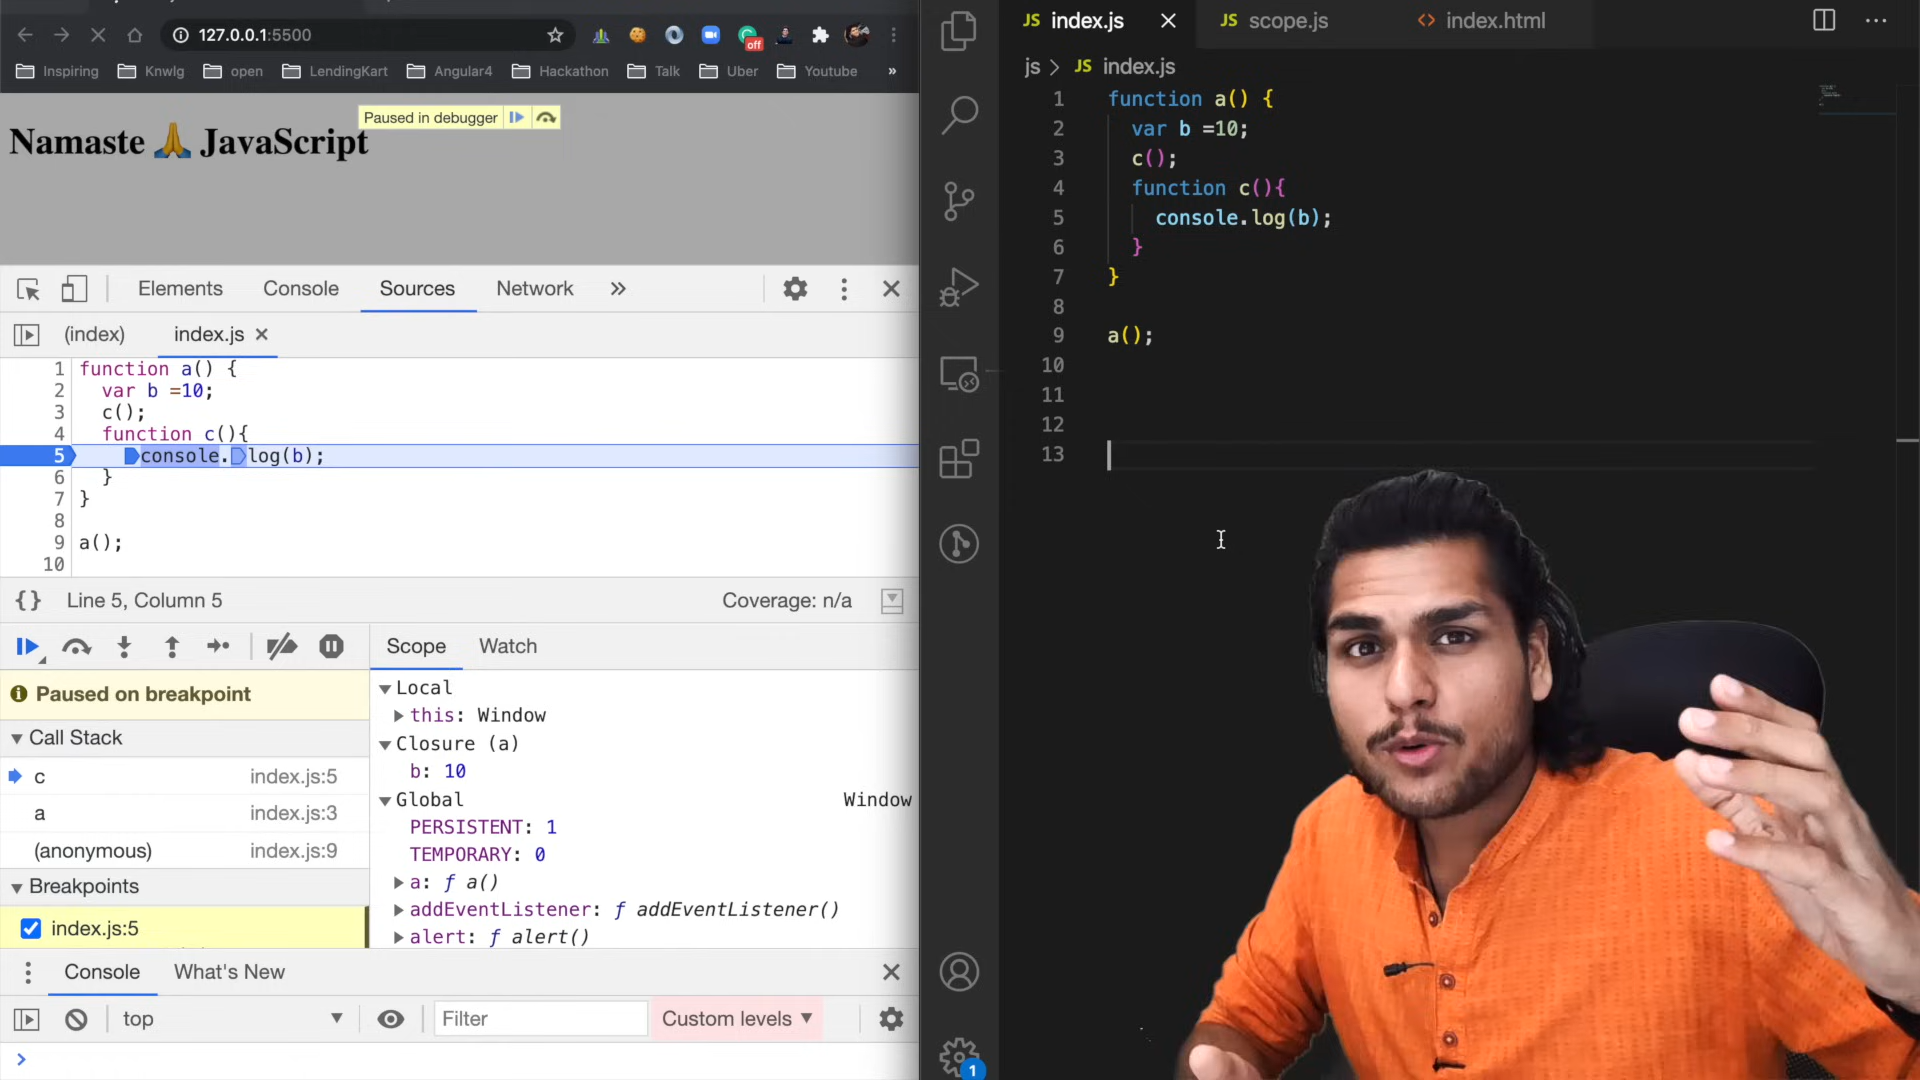 127.0.0.1:5500
off
Inspiring Knwlg open LendingKart Angular4 Hackathon Talk Uber Youtube »
Paused in debugger
Namaste 🙏 JavaScript
Elements Console Sources Network »
(index) index.js ×
1 function a() {
2 var b =10;
3 c();
4 function c(){
5 console.log(b);
6 }
7 }
8
9 a();
10
{} Line 5, Column 5 Coverage: n/a
Scope Watch
Paused on breakpoint
Call Stack
c index.js:5
a index.js:3
(anonymous) index.js:9
Breakpoints
index.js:5
Local
this: Window
Closure (a)
b: 10
Global Window
PERSISTENT: 1
TEMPORARY: 0
a: ƒ a()
addEventListener: ƒ addEventListener()
alert: ƒ alert()
Console What's New
top Filter Custom levels
>
JS index.js × JS scope.js <> index.html
js > JS index.js
1 function a() {
2 var b =10;
3 c();
4 function c(){
5 console.log(b);
6 }
7 }
8
9 a();
10
11
12
13
1